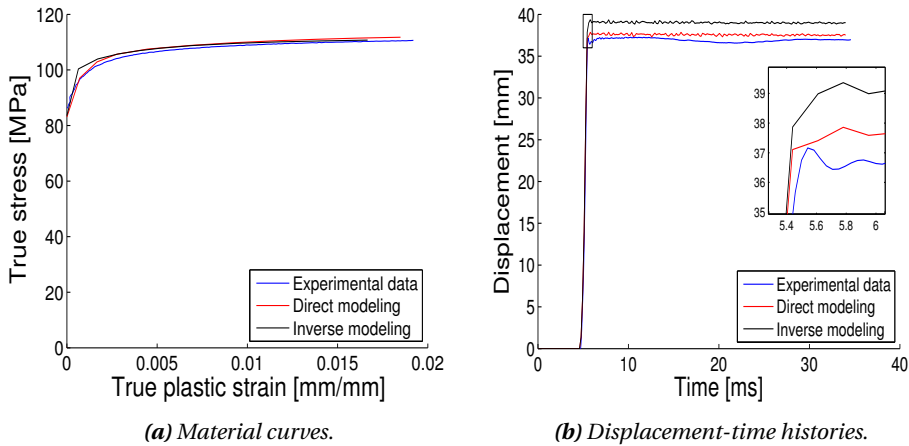 120
100
80
60
40
20
0
True stress [MPa]
0
0.005
0.01
0.015
0.02
True plastic strain [mm/mm]
Experimental data
Direct modeling
Inverse modeling
(a) Material curves.
40
35
30
25
20
15
10
5
0
Displacement [mm]
0
10
20
30
40
Time [ms]
39
38
37
36
35
5.4
5.6
5.8
6
Experimental data
Direct modeling
Inverse modeling
(b) Displacement-time histories.